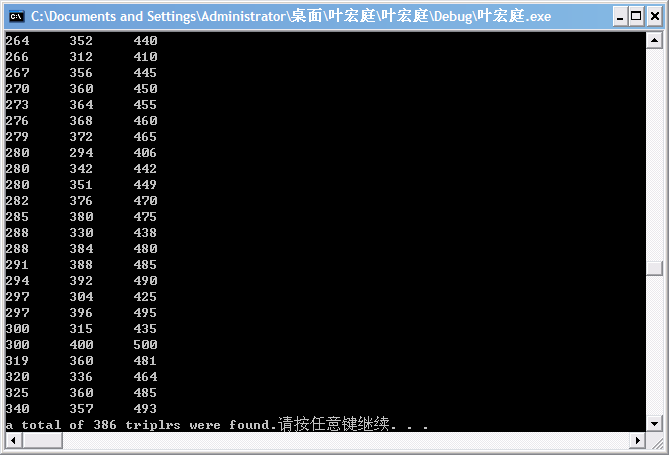 C:\Documents and Settings\Administrator\桌面\叶宏庭\叶宏庭\Debug\叶宏庭.exe
264 352 440
266 312 410
267 356 445
270 360 450
273 364 455
276 368 460
279 372 465
280 294 406
280 342 442
280 351 449
282 376 470
285 380 475
288 330 438
288 384 480
291 388 485
294 392 490
297 304 425
297 396 495
300 315 435
300 400 500
319 360 481
320 336 464
325 360 485
340 357 493
a total of 386 triplrs were found.请按任意键继续. . .